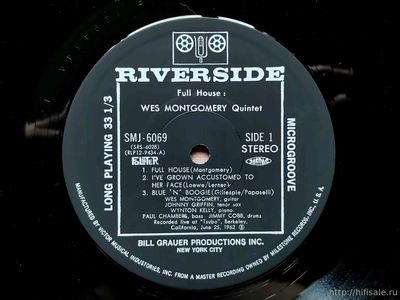 RIVERSIDE
Full House :
WES MONTGOMERY Quintet
SMJ-6069
SIDE 1
(SRS-6028)
STEREO
(RLP12-9434-A)
1. FULL HOUSE(Montgomery)
2. I'VE GROWN ACCUSTOMED TO
HER FACE(Loewe/Lerner)
3. BLUE 'N' BOOGIE(Gillespie/Paparelli)
WES MONTGOMERY, guitar
JOHNNY GRIFFIN, tenor sax
WYNTON KELLY, piano
PAUL CHAMBERS, bass JIMMY COBB, drums
Recorded live at "Tsubo", Berkeley,
California, June 25, 1962
BILL GRAUER PRODUCTIONS INC.
NEW YORK CITY
LONG PLAYING 33 1/3
MICROGROOVE
MANUFACTURED BY VICTOR MUSICAL INDUSTRIES, INC. FROM A MASTER RECORDING OWNED BY MILESTONE RECORDS, INC. U.S.A.
http://hifisale.ru